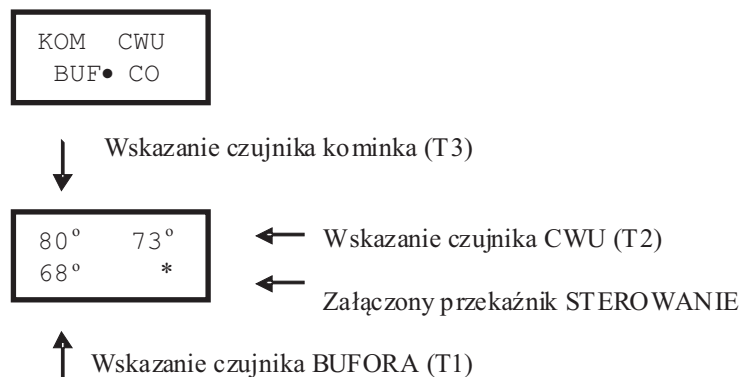 KOM CWU
BUF● CO
Wskazanie czujnika kominka (T3)
80° 73°
Wskazanie czujnika CWU (T2)
68° *
Załączony przekaźnik STEROWANIE
Wskazanie czujnika BUFORA (T1)